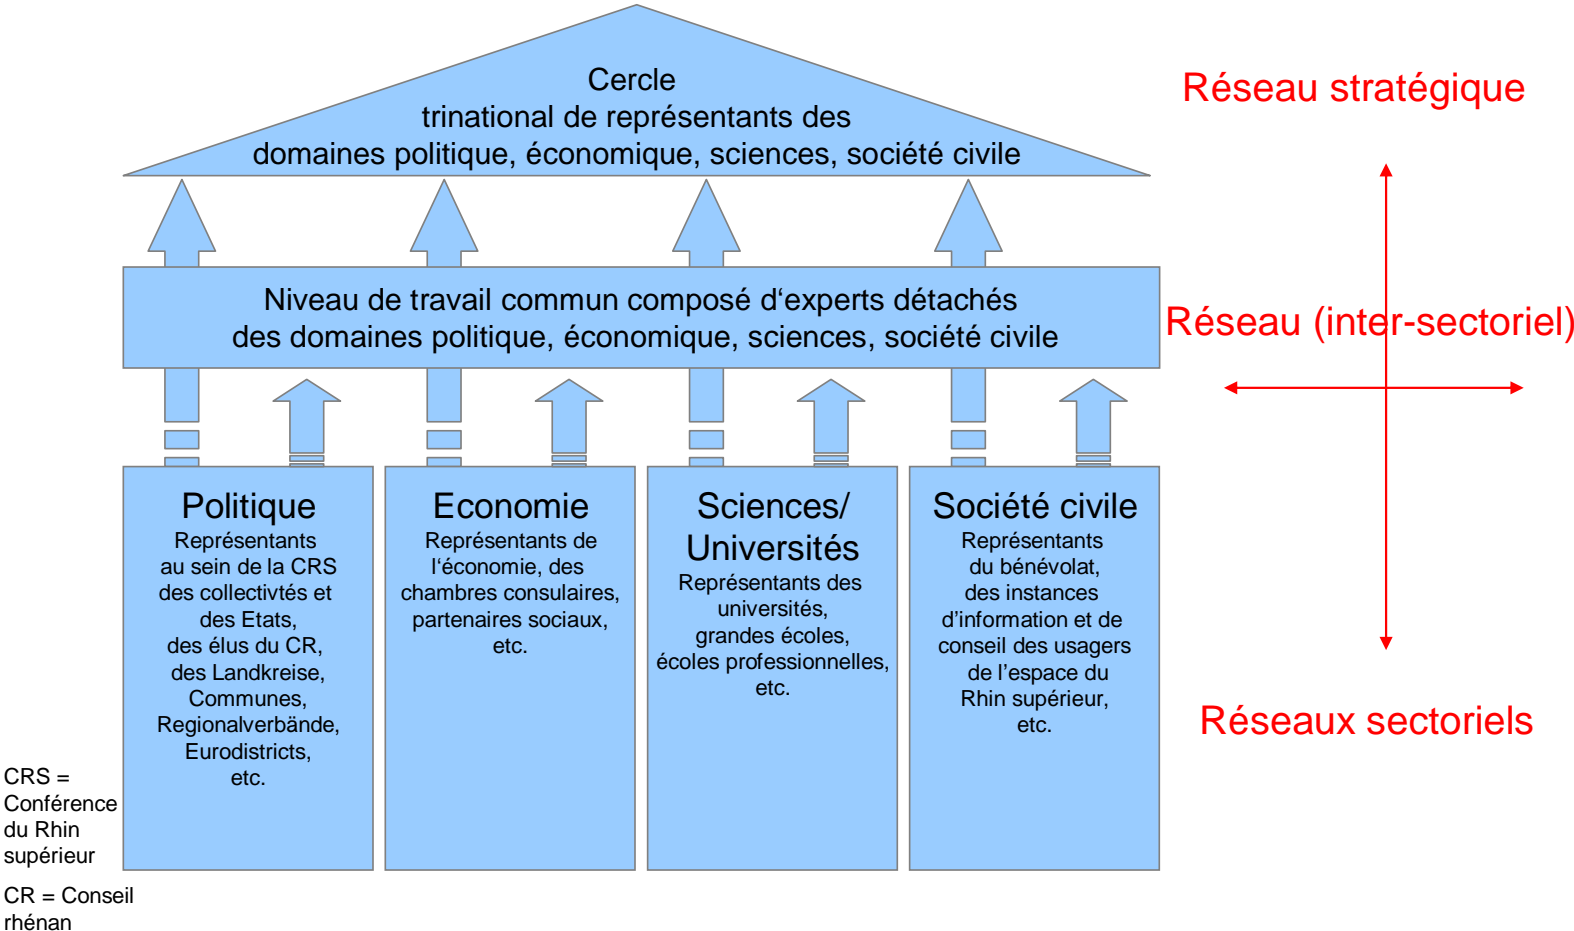 Cercle
trinational de représentants des
domaines politique, économique, sciences, société civile
Réseau stratégique
Niveau de travail commun composé d‘experts détachés
des domaines politique, économique, sciences, société civile
Réseau (inter-sectoriel)
Politique
Représentants
au sein de la CRS
des collectivtés et
des Etats,
des élus du CR,
des Landkreise,
Communes,
Regionalverbände,
Eurodistricts,
etc.
Economie
Représentants de
l‘économie, des
chambres consulaires,
partenaires sociaux,
etc.
Sciences/
Universités
Représentants des
universités,
grandes écoles,
écoles professionnelles,
etc.
Société civile
Représentants
du bénévolat,
des instances
d’information et de
conseil des usagers
de l’espace du
Rhin supérieur,
etc.
Réseaux sectoriels
CRS =
Conférence
du Rhin
supérieur
CR = Conseil
rhénan